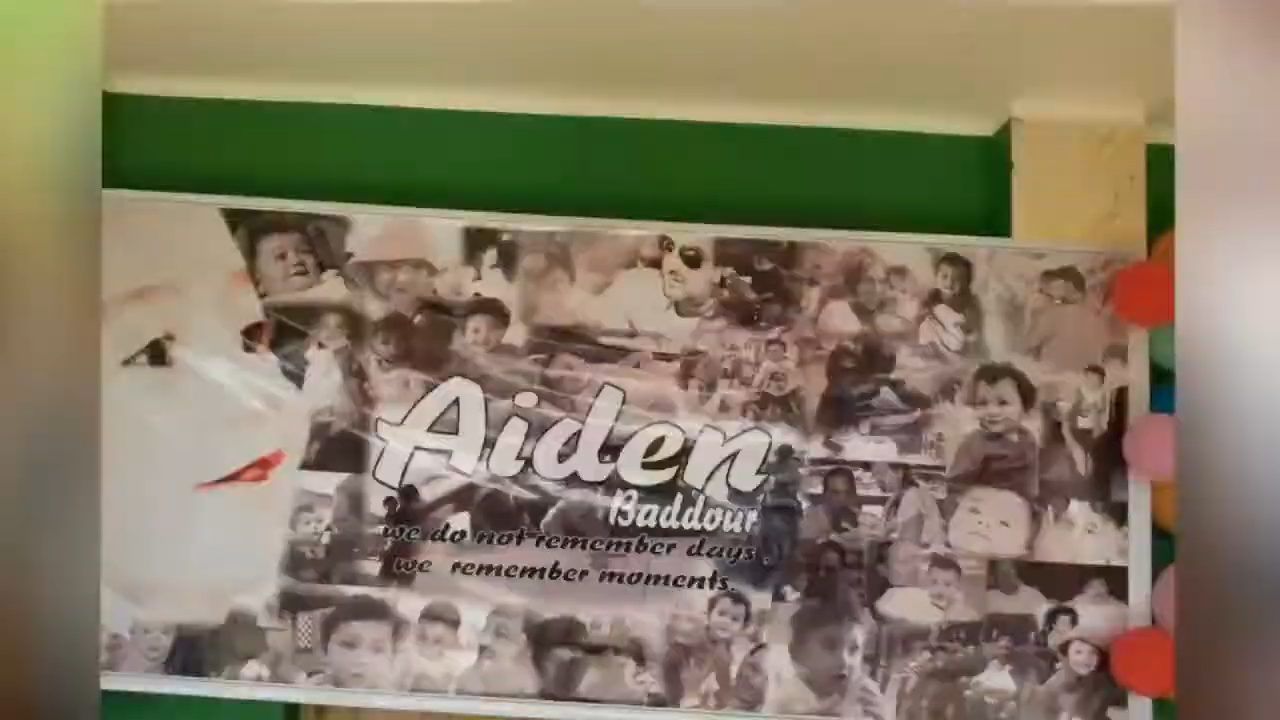 Aiden
Baddour
we do not remember days,
we remember moments.